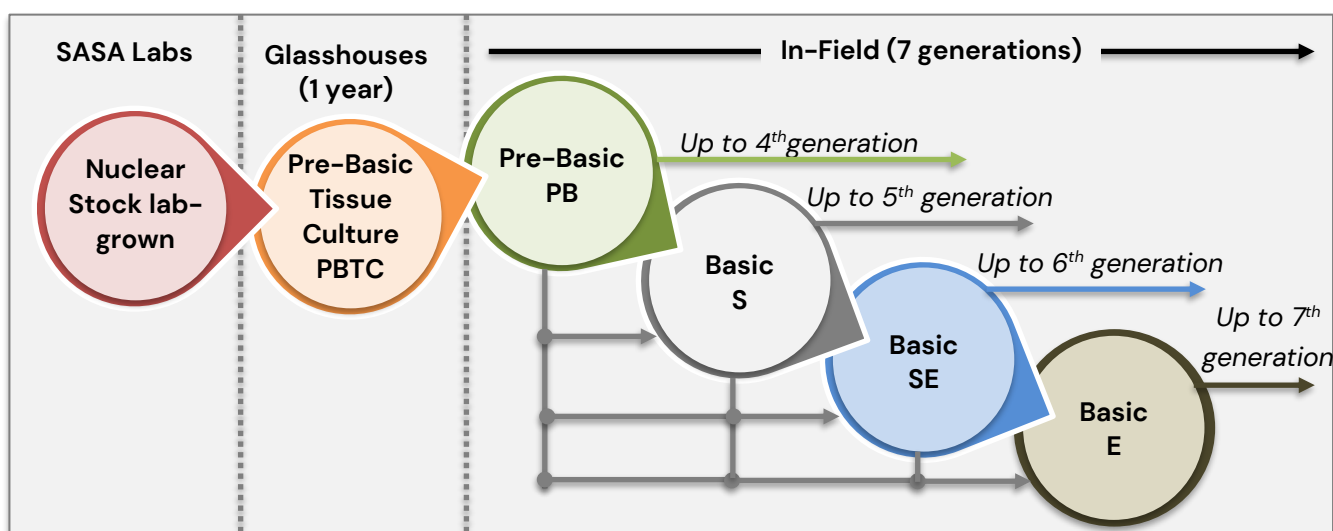 SASA Labs
Glasshouses
(1 year)
In-Field (7 generations)
Nuclear
Stock lab-
grown
Pre-Basic
Tissue
Culture
PBTC
Pre-Basic
PB
Up to 4thgeneration
Basic
S
Up to 5th generation
Basic
SE
Up to 6th generation
Basic
E
Up to 7th
generation